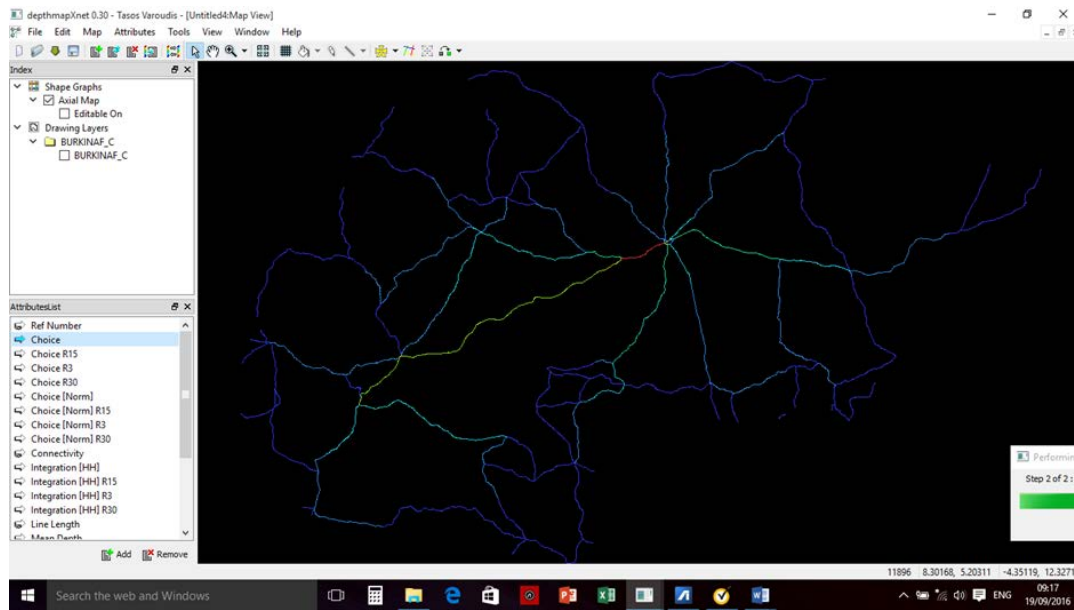 depthmapXnet 0.30 - Tasos Varoudis - [Untitled4:Map View]
File Edit Map Attributes Tools View Window Help
Index
Shape Graphs
Axial Map
Editable On
Drawing Layers
BURKINAF_C
BURKINAF_C
AttributesList
Ref Number
Choice
Choice R15
Choice R3
Choice R30
Choice [Norm]
Choice [Norm] R15
Choice [Norm] R3
Choice [Norm] R30
Connectivity
Integration [HH]
Integration [HH] R15
Integration [HH] R3
Integration [HH] R30
Line Length
Mean Depth
Add Remove
Performin
Step 2 of 2 :
11896 8.30168, 5.20311 -4.35119, 12.3271
Search the web and Windows
ENG
09:17
19/09/2016